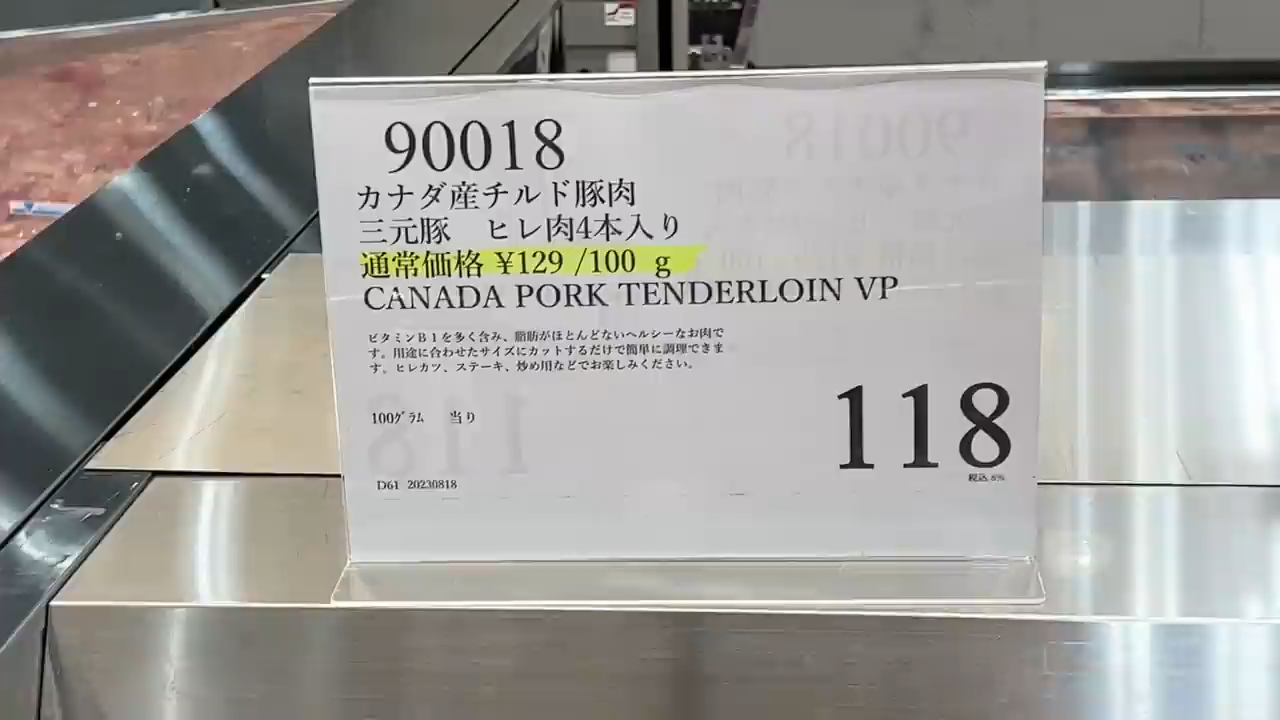 90018
カナダ産チルド豚肉
三元豚　ヒレ肉4本入り
通常価格 ¥129 /100 g
CANADA PORK TENDERLOIN VP
ビタミンB1を多く含み、脂肪がほとんどないヘルシーなお肉で
す。用途に合わせたサイズにカットするだけで簡単に調理できま
す。ヒレカツ、ステーキ、炒め用などでお楽しみください。
100グラム 当り
118
税込 8%
D61 20230818